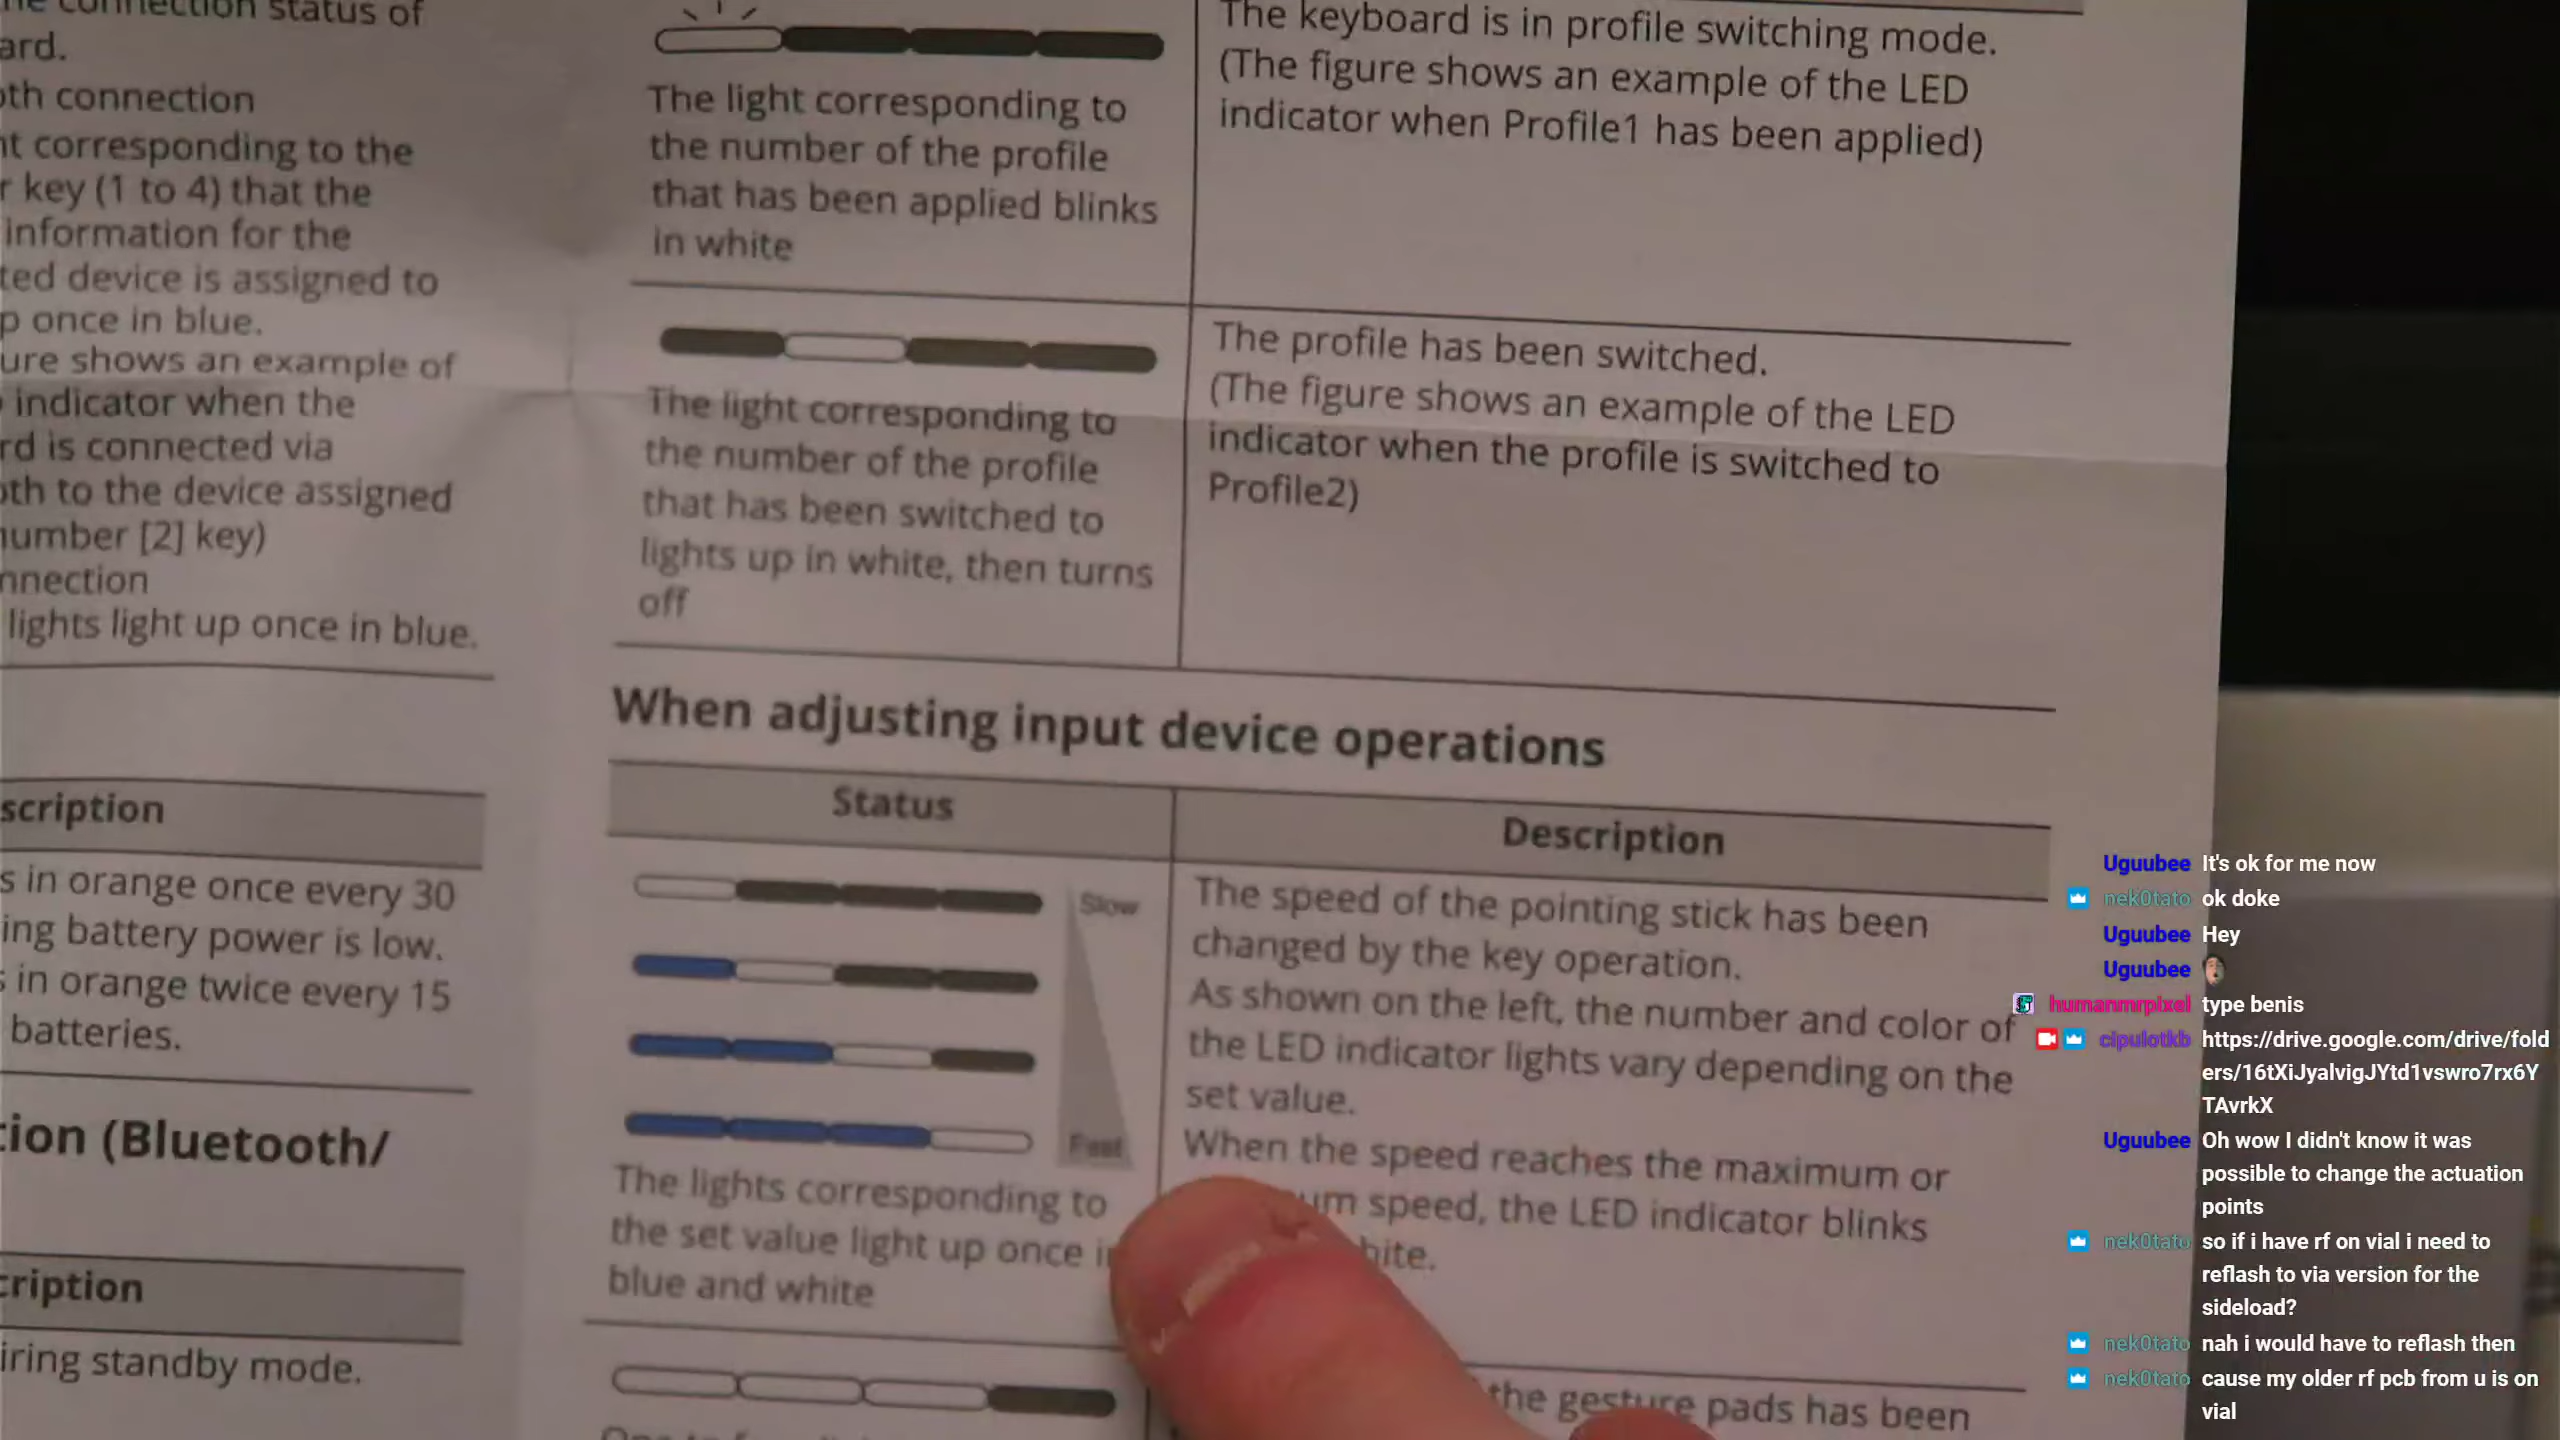 he connection status of
ard.
oth connection
nt corresponding to the
r key (1 to 4) that the
information for the
ted device is assigned to
p once in blue.
ure shows an example of
indicator when the
rd is connected via
oth to the device assigned
number [2] key)
nnection
lights light up once in blue.
scription
s in orange once every 30
ing battery power is low.
s in orange twice every 15
batteries.
tion (Bluetooth/
cription
iring standby mode.
The light corresponding to
the number of the profile
that has been applied blinks
in white
The keyboard is in profile switching mode.
(The figure shows an example of the LED
indicator when Profile1 has been applied)
The light corresponding to
the number of the profile
that has been switched to
lights up in white, then turns
off
The profile has been switched.
(The figure shows an example of the LED
indicator when the profile is switched to
Profile2)
When adjusting input device operations
Status
Description
Slow
Fast
The lights corresponding to
the set value light up once in
blue and white
The speed of the pointing stick has been
changed by the key operation.
As shown on the left, the number and color of
the LED indicator lights vary depending on the
set value.
When the speed reaches the maximum or
um speed, the LED indicator blinks
hite.
the gesture pads has been
Uguubee It's ok for me now
nek0tato ok doke
Uguubee Hey
Uguubee
humanmrpixel type benis
cipulotkb https://drive.google.com/drive/fold
ers/16tXiJyalvigJYtd1vswro7rx6Y
TAvrkX
Uguubee Oh wow I didn't know it was
possible to change the actuation
points
nek0tato so if i have rf on vial i need to
reflash to via version for the
sideload?
nek0tato nah i would have to reflash then
nek0tato cause my older rf pcb from u is on
vial